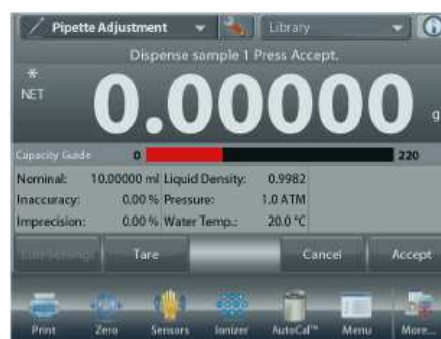 Pipette Adjustment Library
Dispense sample 1 Press Accept.
*
NET 0.00000 g
Capacity Guide 0 220
Nominal: 10.00000 ml Liquid Density: 0.9982
Inaccuracy: 0.00 % Pressure: 1.0 ATM
Imprecision: 0.00 % Water Temp.: 20.0 °C
Edit Settings Tare Cancel Accept
Print Zero Sensors Ionizer AutoCal™ Menu More...